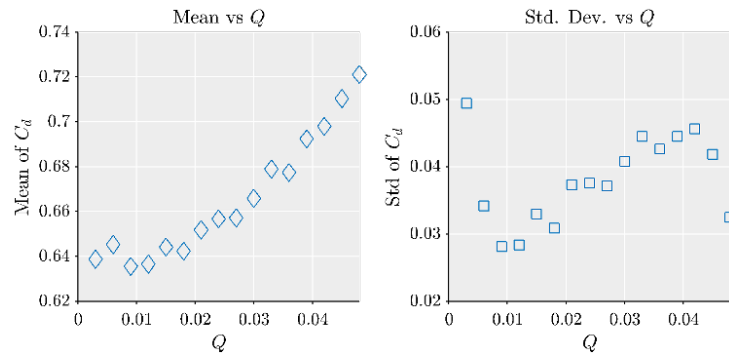 Mean vs Q
0.74
0.72
0.7
0.68
0.66
0.64
0.62
Mean of C_d
0 0.01 0.02 0.03 0.04
Q
Std. Dev. vs Q
0.06
0.05
0.04
0.03
0.02
Std of C_d
0 0.01 0.02 0.03 0.04
Q